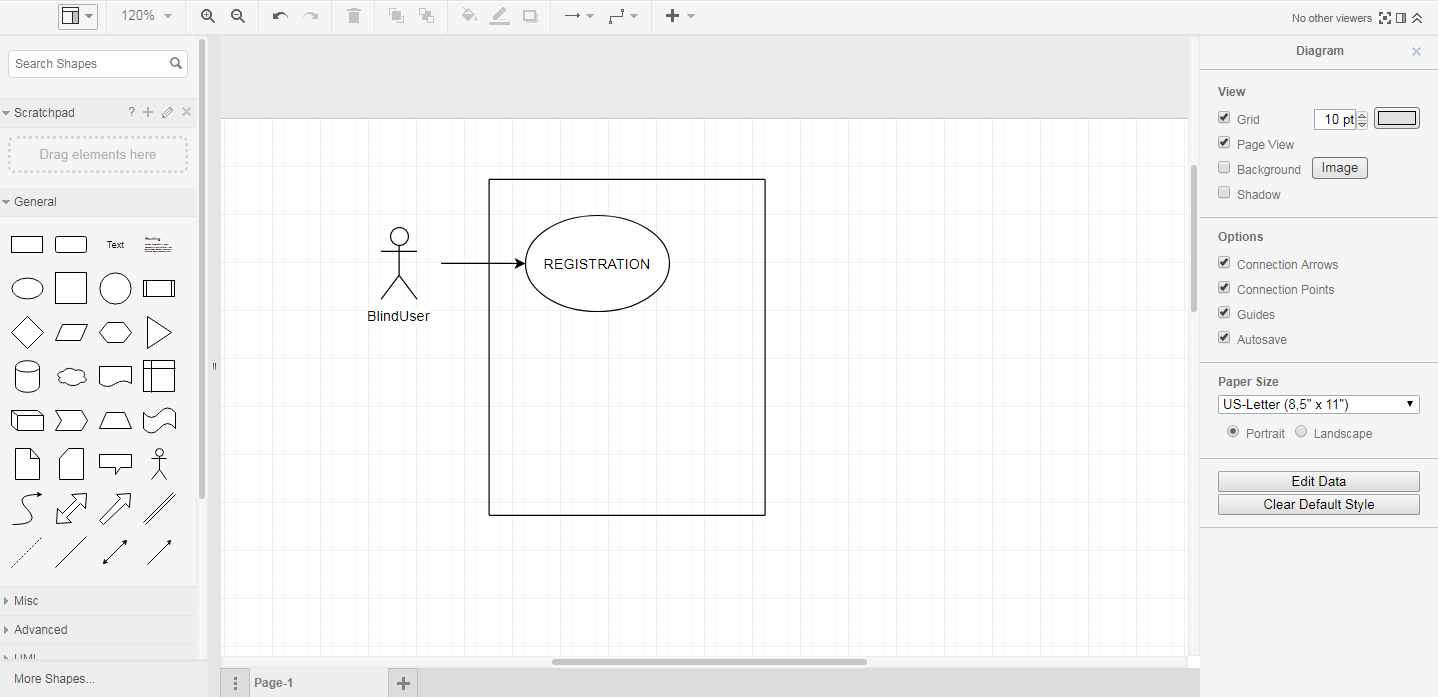 120%
No other viewers
Search Shapes
Scratchpad
?
Drag elements here
General
Text
Heading
Misc
Advanced
UML
More Shapes...
BlindUser
REGISTRATION
Page-1
Diagram
View
Grid
10 pt
Page View
Background
Image
Shadow
Options
Connection Arrows
Connection Points
Guides
Autosave
Paper Size
US-Letter (8,5" x 11")
Portrait
Landscape
Edit Data
Clear Default Style